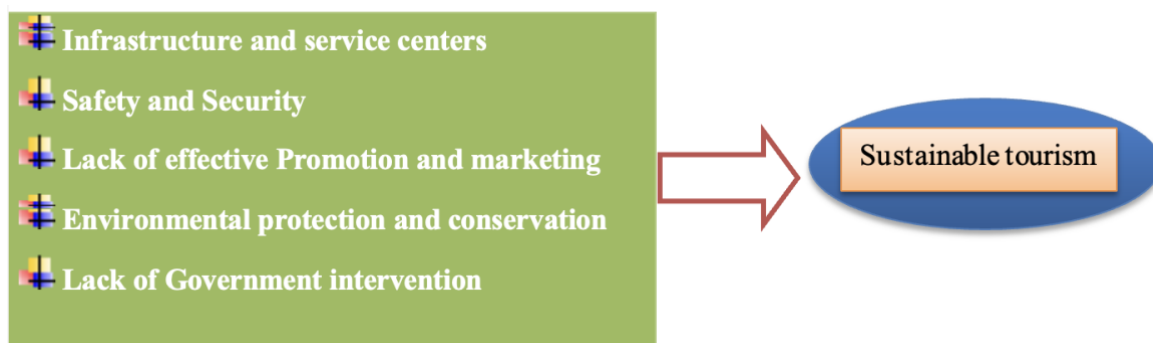 Infrastructure and service centers
Safety and Security
Lack of effective Promotion and marketing
Environmental protection and conservation
Lack of Government intervention
Sustainable tourism